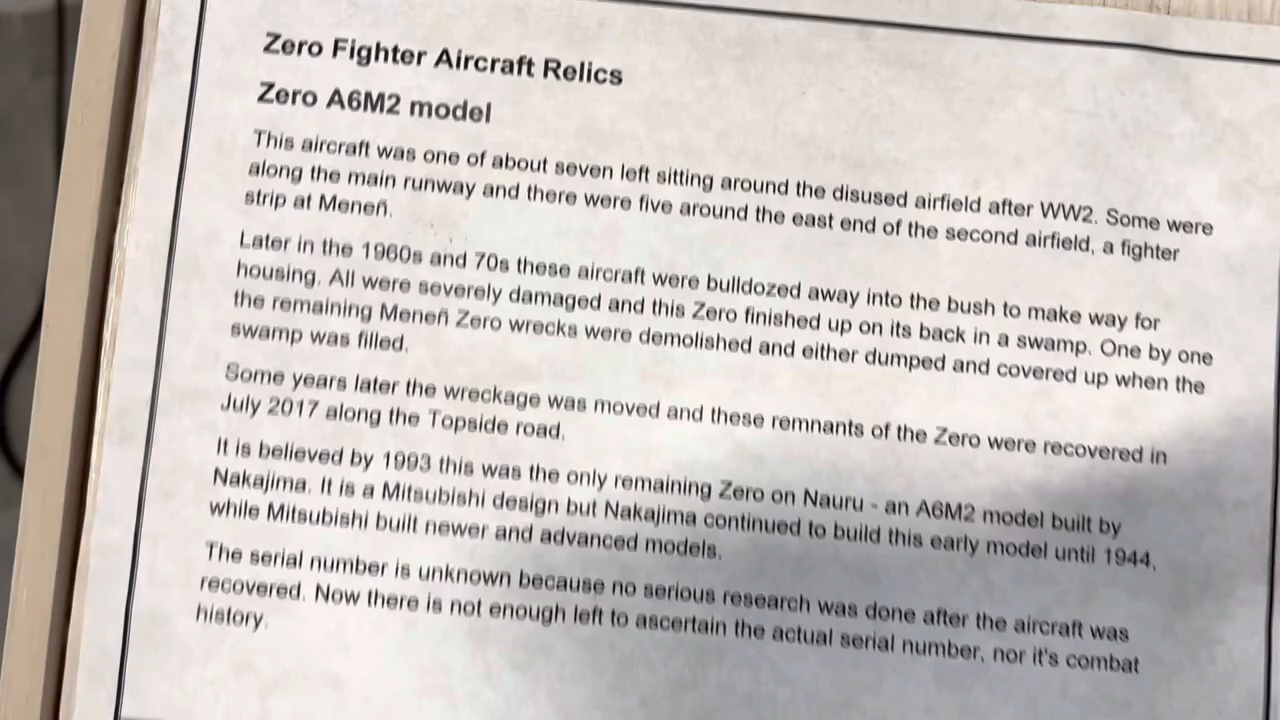 Zero Fighter Aircraft Relics
Zero A6M2 model
This aircraft was one of about seven left sitting around the disused airfield after WW2. Some were
along the main runway and there were five around the east end of the second airfield, a fighter
strip at Meneñ.
Later in the 1960s and 70s these aircraft were bulldozed away into the bush to make way for
housing. All were severely damaged and this Zero finished up on its back in a swamp. One by one
the remaining Meneñ Zero wrecks were demolished and either dumped and covered up when the
swamp was filled.
Some years later the wreckage was moved and these remnants of the Zero were recovered in
July 2017 along the Topside road.
It is believed by 1993 this was the only remaining Zero on Nauru - an A6M2 model built by
Nakajima. It is a Mitsubishi design but Nakajima continued to build this early model until 1944,
while Mitsubishi built newer and advanced models.
The serial number is unknown because no serious research was done after the aircraft was
recovered. Now there is not enough left to ascertain the actual serial number, nor it's combat
history.